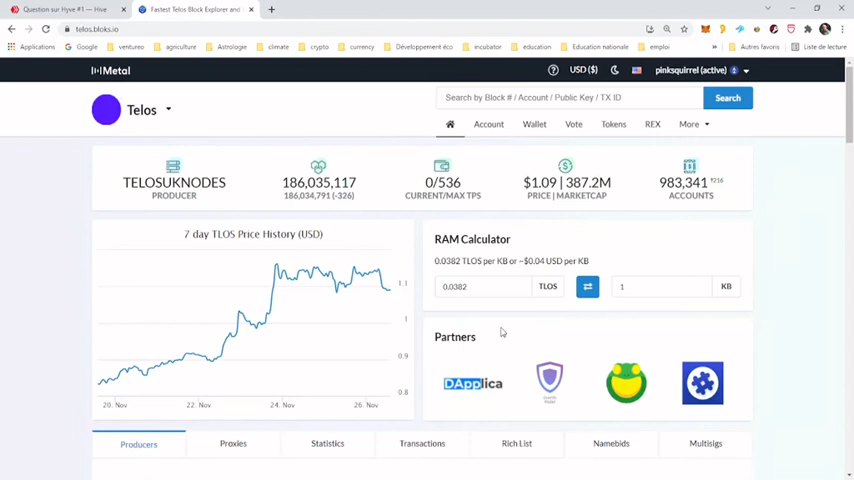 Question sur Hyve #1 — Hive
Fastest Telos Block Explorer and
telos.bloks.io
Applications
Google
ventureo
agriculture
Astrologie
climate
crypto
currency
Développement éco
incubator
education
Education nationale
emploi
»
Autres favoris
Liste de lecture
Metal
USD ($)
pinksquirrel (active)
Telos
Search by Block # / Account / Public Key / TX ID
Search
Account
Wallet
Vote
Tokens
REX
More
TELOSUKNODES
PRODUCER
186,035,117
186,034,791 (-326)
0/536
CURRENT/MAX TPS
$1.09 | 387.2M
PRICE | MARKETCAP
983,341 +216
ACCOUNTS
7 day TLOS Price History (USD)
1.1
1
0.9
0.8
20. Nov
22. Nov
24. Nov
26. Nov
RAM Calculator
0.0382 TLOS per KB or ~$0.04 USD per KB
0.0382
TLOS
1
KB
Partners
DApplica
Producers
Proxies
Statistics
Transactions
Rich List
Namebids
Multisigs